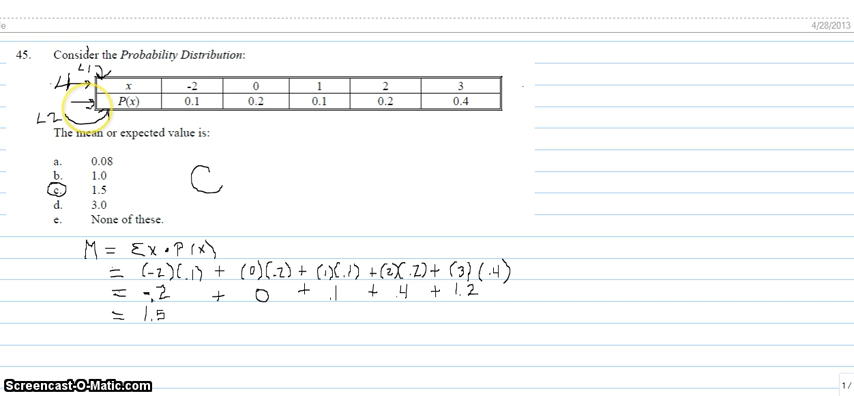 4/28/2013
45. Consider the Probability Distribution:
L1
x -2 0 1 2 3
P(x) 0.1 0.2 0.1 0.2 0.4
L2
The mean or expected value is:
a. 0.08
b. 1.0
c. 1.5
d. 3.0
e. None of these.
C
M = Σx • P(x)
= (-2)(.1) + (0)(.2) + (1)(.1) + (2)(.2) + (3)(.4)
= -.2 + 0 + .1 + .4 + 1.2
= 1.5
Screencast-O-Matic.com
1 /